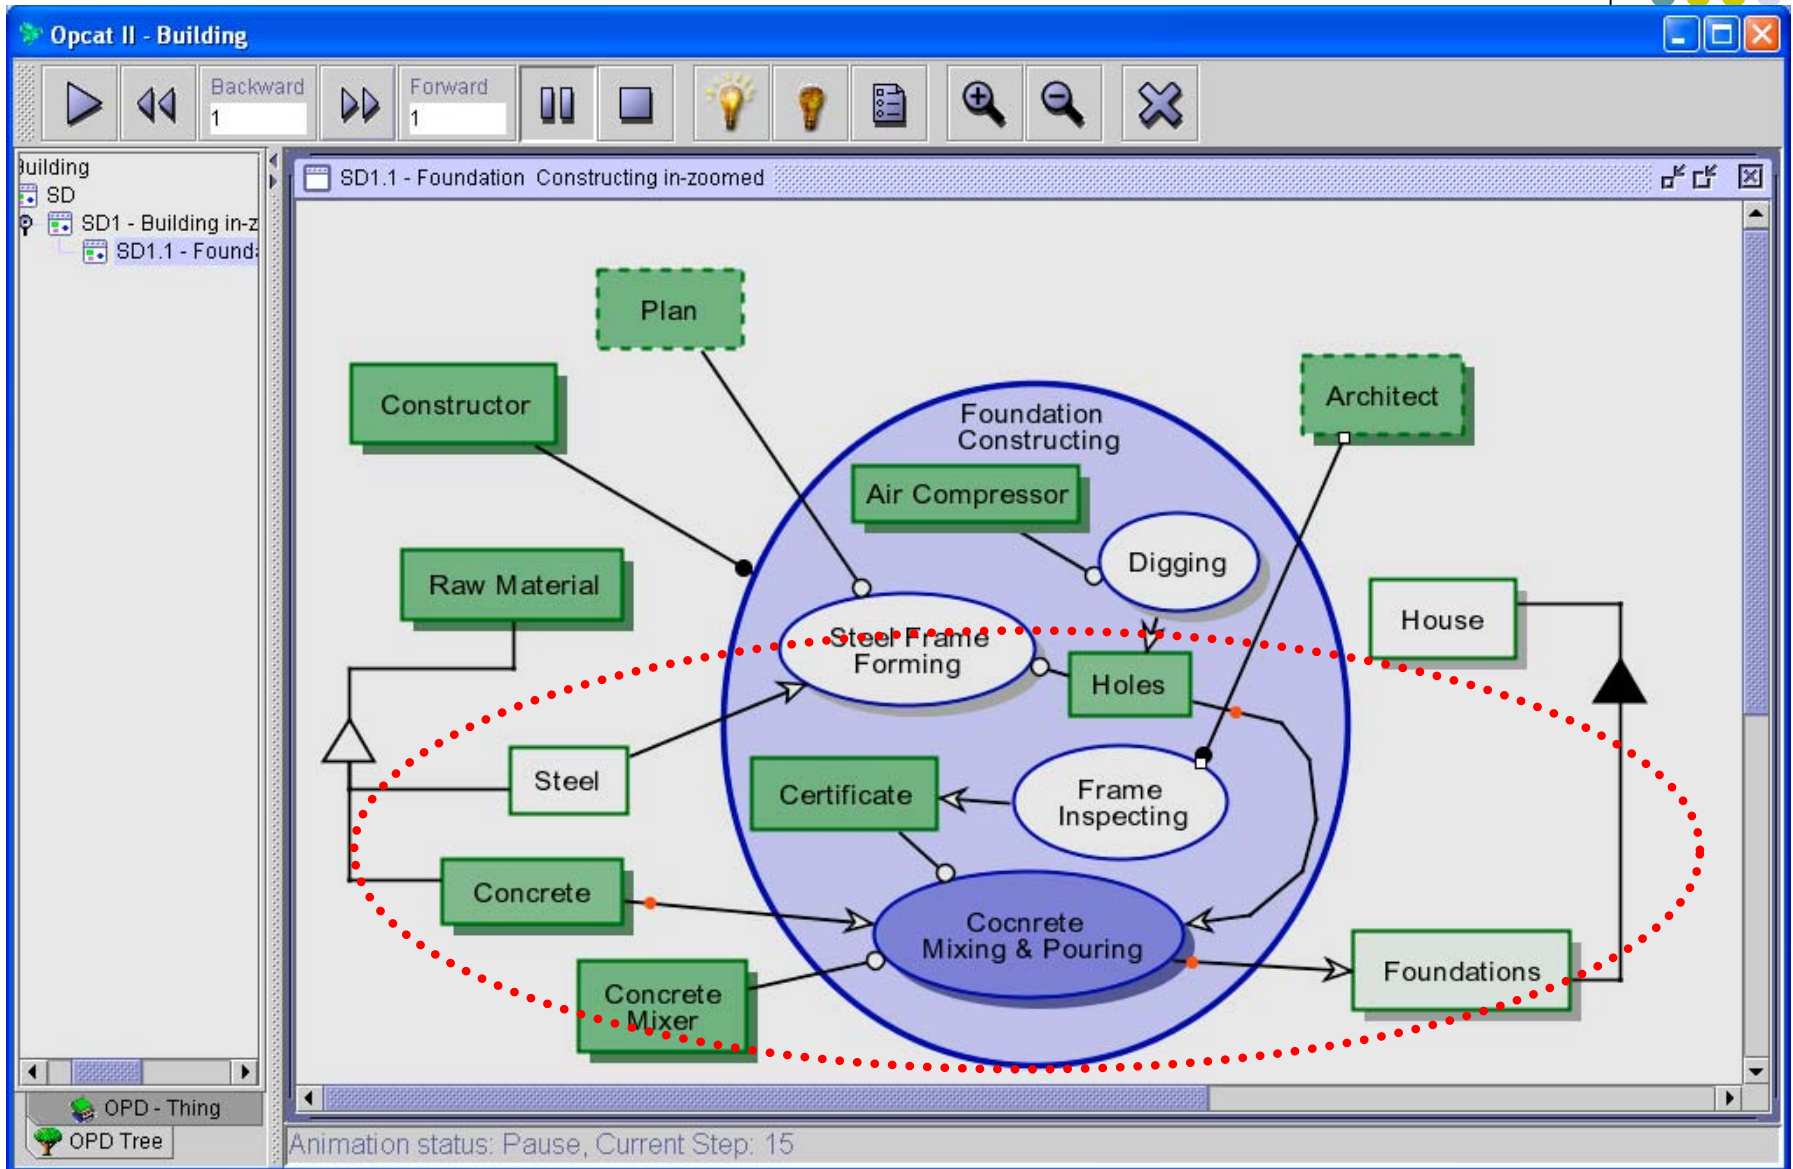 Opcat II - Building
Backward
1
Forward
1
Building
SD
SD1 - Building in-z
SD1.1 - Found
SD1.1 - Foundation Constructing in-zoomed
Plan
Constructor
Architect
Foundation
Constructing
Air Compressor
Digging
Raw Material
House
Steel Frame
Forming
Holes
Steel
Certificate
Frame
Inspecting
Concrete
Cocnrete
Mixing & Pouring
Foundations
Concrete
Mixer
OPD - Thing
OPD Tree
Animation status: Pause, Current Step: 15